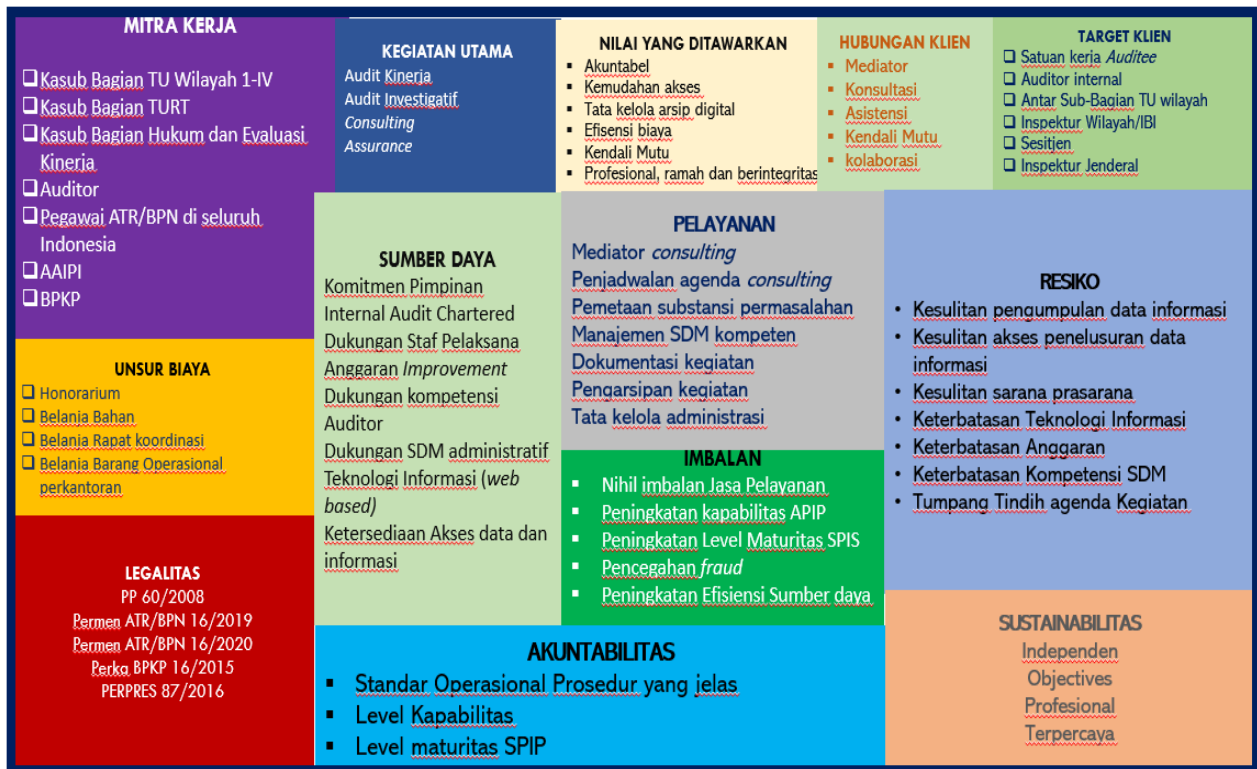 MITRA KERJA
Kasub Bagian TU Wilayah 1-IV
Kasub Bagian TURT
Kasub Bagian Hukum dan Evaluasi
Kinerja
Auditor
Pegawai ATR/BPN di seluruh
Indonesia
AAIPI
BPKP
KEGIATAN UTAMA
Audit Kinerja
Audit Investigatif
Consulting
Assurance
NILAI YANG DITAWARKAN
Akuntabel
Kemudahan akses
Tata kelola arsip digital
Efisensi biaya
Kendali Mutu
Profesional, ramah dan berintegritas
HUBUNGAN KLIEN
Mediator
Konsultasi
Asistensi
Kendali Mutu
kolaborasi
TARGET KLIEN
Satuan kerja Auditee
Auditor internal
Antar Sub-Bagian TU wilayah
Inspektur Wilayah/IBI
Sesitjen
Inspektur Jenderal
SUMBER DAYA
Komitmen Pimpinan
Internal Audit Chartered
Dukungan Staf Pelaksana
Anggaran Improvement
Dukungan kompetensi
Auditor
Dukungan SDM administratif
Teknologi Informasi (web
based)
Ketersediaan Akses data dan
informasi
PELAYANAN
Mediator consulting
Penjadwalan agenda consulting
Pemetaan substansi permasalahan
Manajemen SDM kompeten
Dokumentasi kegiatan
Pengarsipan kegiatan
Tata kelola administrasi
RESIKO
Kesulitan pengumpulan data informasi
Kesulitan akses penelusuran data
informasi
Kesulitan sarana prasarana
Keterbatasan Teknologi Informasi
Keterbatasan Anggaran
Keterbatasan Kompetensi SDM
Tumpang Tindih agenda Kegiatan
UNSUR BIAYA
Honorarium
Belanja Bahan
Belanja Rapat koordinasi
Belanja Barang Operasional
perkantoran
IMBALAN
Nihil imbalan Jasa Pelayanan
Peningkatan kapabilitas APIP
Peningkatan Level Maturitas SPIS
Pencegahan fraud
Peningkatan Efisiensi Sumber daya
LEGALITAS
PP 60/2008
Permen ATR/BPN 16/2019
Permen ATR/BPN 16/2020
Perka BPKP 16/2015
PERPRES 87/2016
AKUNTABILITAS
Standar Operasional Prosedur yang jelas
Level Kapabilitas
Level maturitas SPIP
SUSTAINABILITAS
Independen
Objectives
Profesional
Terpercaya